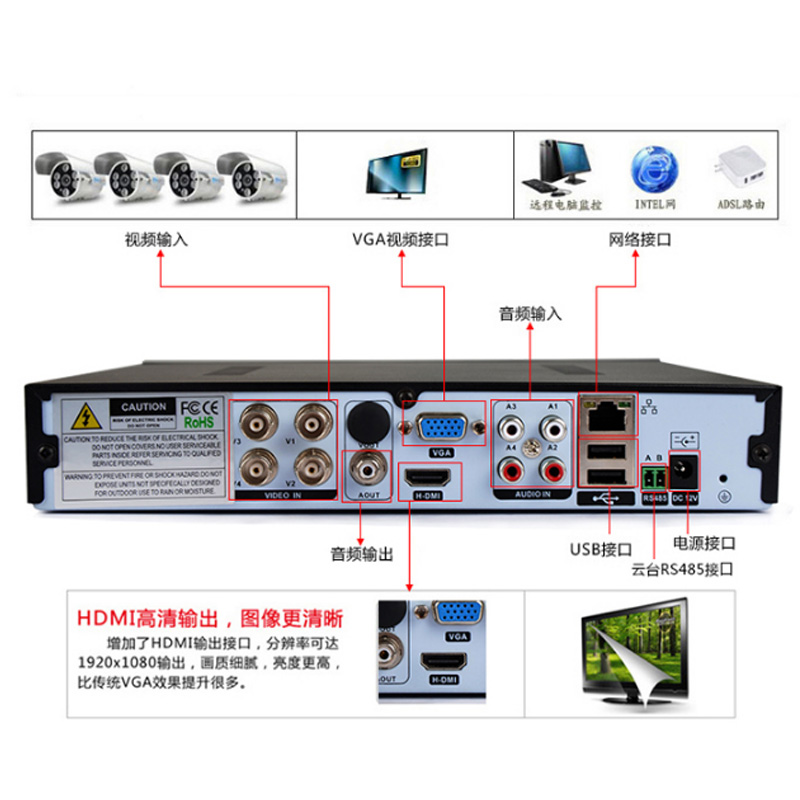 远程电脑监控
INTEL网
ADSL路由
视频输入
VGA视频接口
网络接口
音频输入
CAUTION
RISK OF ELECTRIC SHOCK
DO NOT OPEN
FC CE
RoHS
CAUTION: TO REDUCE THE RISK OF ELECTRICAL SHOCK.
DO NOT OPEN COVERS.NO USER SERVICEABLE
PARTS INSIDE.REFER SERVICING TO QUALIFIED
SERVICE PERSONNEL.
WARNING:TO PREVENT FIRE OR SHOCK HAZARD.DO NOT
EXPOSE UNITS NOT SPECIFICALLY DESIGNED
FOR OUTDOOR USE TO RAIN OR MOISTURE.
V3
V1
V4
V2
VIDEO IN
VOUT
AOUT
VGA
H-DMI
A3
A1
A4
A2
AUDIO IN
A B
RS485
DC 12V
音频输出
USB接口
电源接口
云台RS485接口
HDMI高清输出，图像更清晰
增加了HDMI输出接口，分辨率可达
1920x1080输出，画质细腻，亮度更高，
比传统VGA效果提升很多。
VGA
H-DMI
OUT